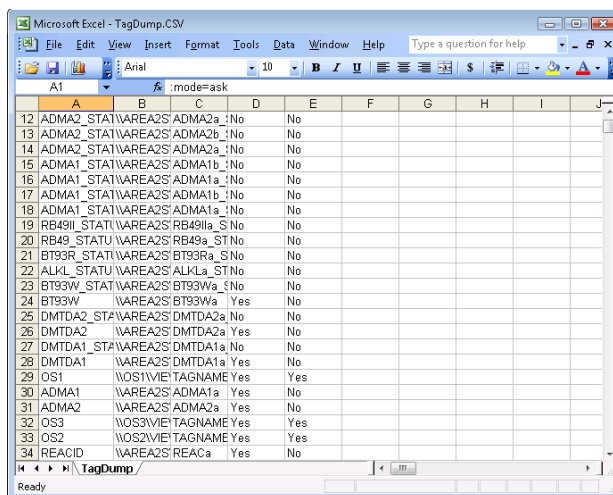 Microsoft Excel - TagDump.CSV
File Edit View Insert Format Tools Data Window Help Type a question for help
Arial 10 B I U $ A
A1 fx :mode=ask
A B C D E F G H I J
12 ADMA2_STAT \\AREA2S ADMA2a_ No No
13 ADMA2_STAT \\AREA2S ADMA2b_ No No
14 ADMA2_STAT \\AREA2S ADMA2a_ No No
15 ADMA1_STAT \\AREA2S ADMA1b_ No No
16 ADMA1_STAT \\AREA2S ADMA1a_ No No
17 ADMA1_STAT \\AREA2S ADMA1b_ No No
18 ADMA1_STAT \\AREA2S ADMA1a_ No No
19 RB49II_STATU \\AREA2S RB49IIa_S No No
20 RB49_STATU \\AREA2S RB49a_ST No No
21 BT93R_STATU \\AREA2S BT93Ra_S No No
22 ALKL_STATU \\AREA2S ALKLa_ST No No
23 BT93W_STAT \\AREA2S BT93Wa_S No No
24 BT93W \\AREA2S BT93Wa Yes No
25 DMTDA2_STA \\AREA2S DMTDA2a_ No No
26 DMTDA2 \\AREA2S DMTDA2a Yes No
27 DMTDA1_STA \\AREA2S DMTDA1a_ No No
28 DMTDA1 \\AREA2S DMTDA1a Yes No
29 OS1 \\OS1\VIEW TAGNAME Yes Yes
30 ADMA1 \\AREA2S ADMA1a Yes No
31 ADMA2 \\AREA2S ADMA2a Yes No
32 OS3 \\OS3\VIEW TAGNAME Yes Yes
33 OS2 \\OS2\VIEW TAGNAME Yes Yes
34 REACID \\AREA2S REACa Yes No
TagDump
Ready